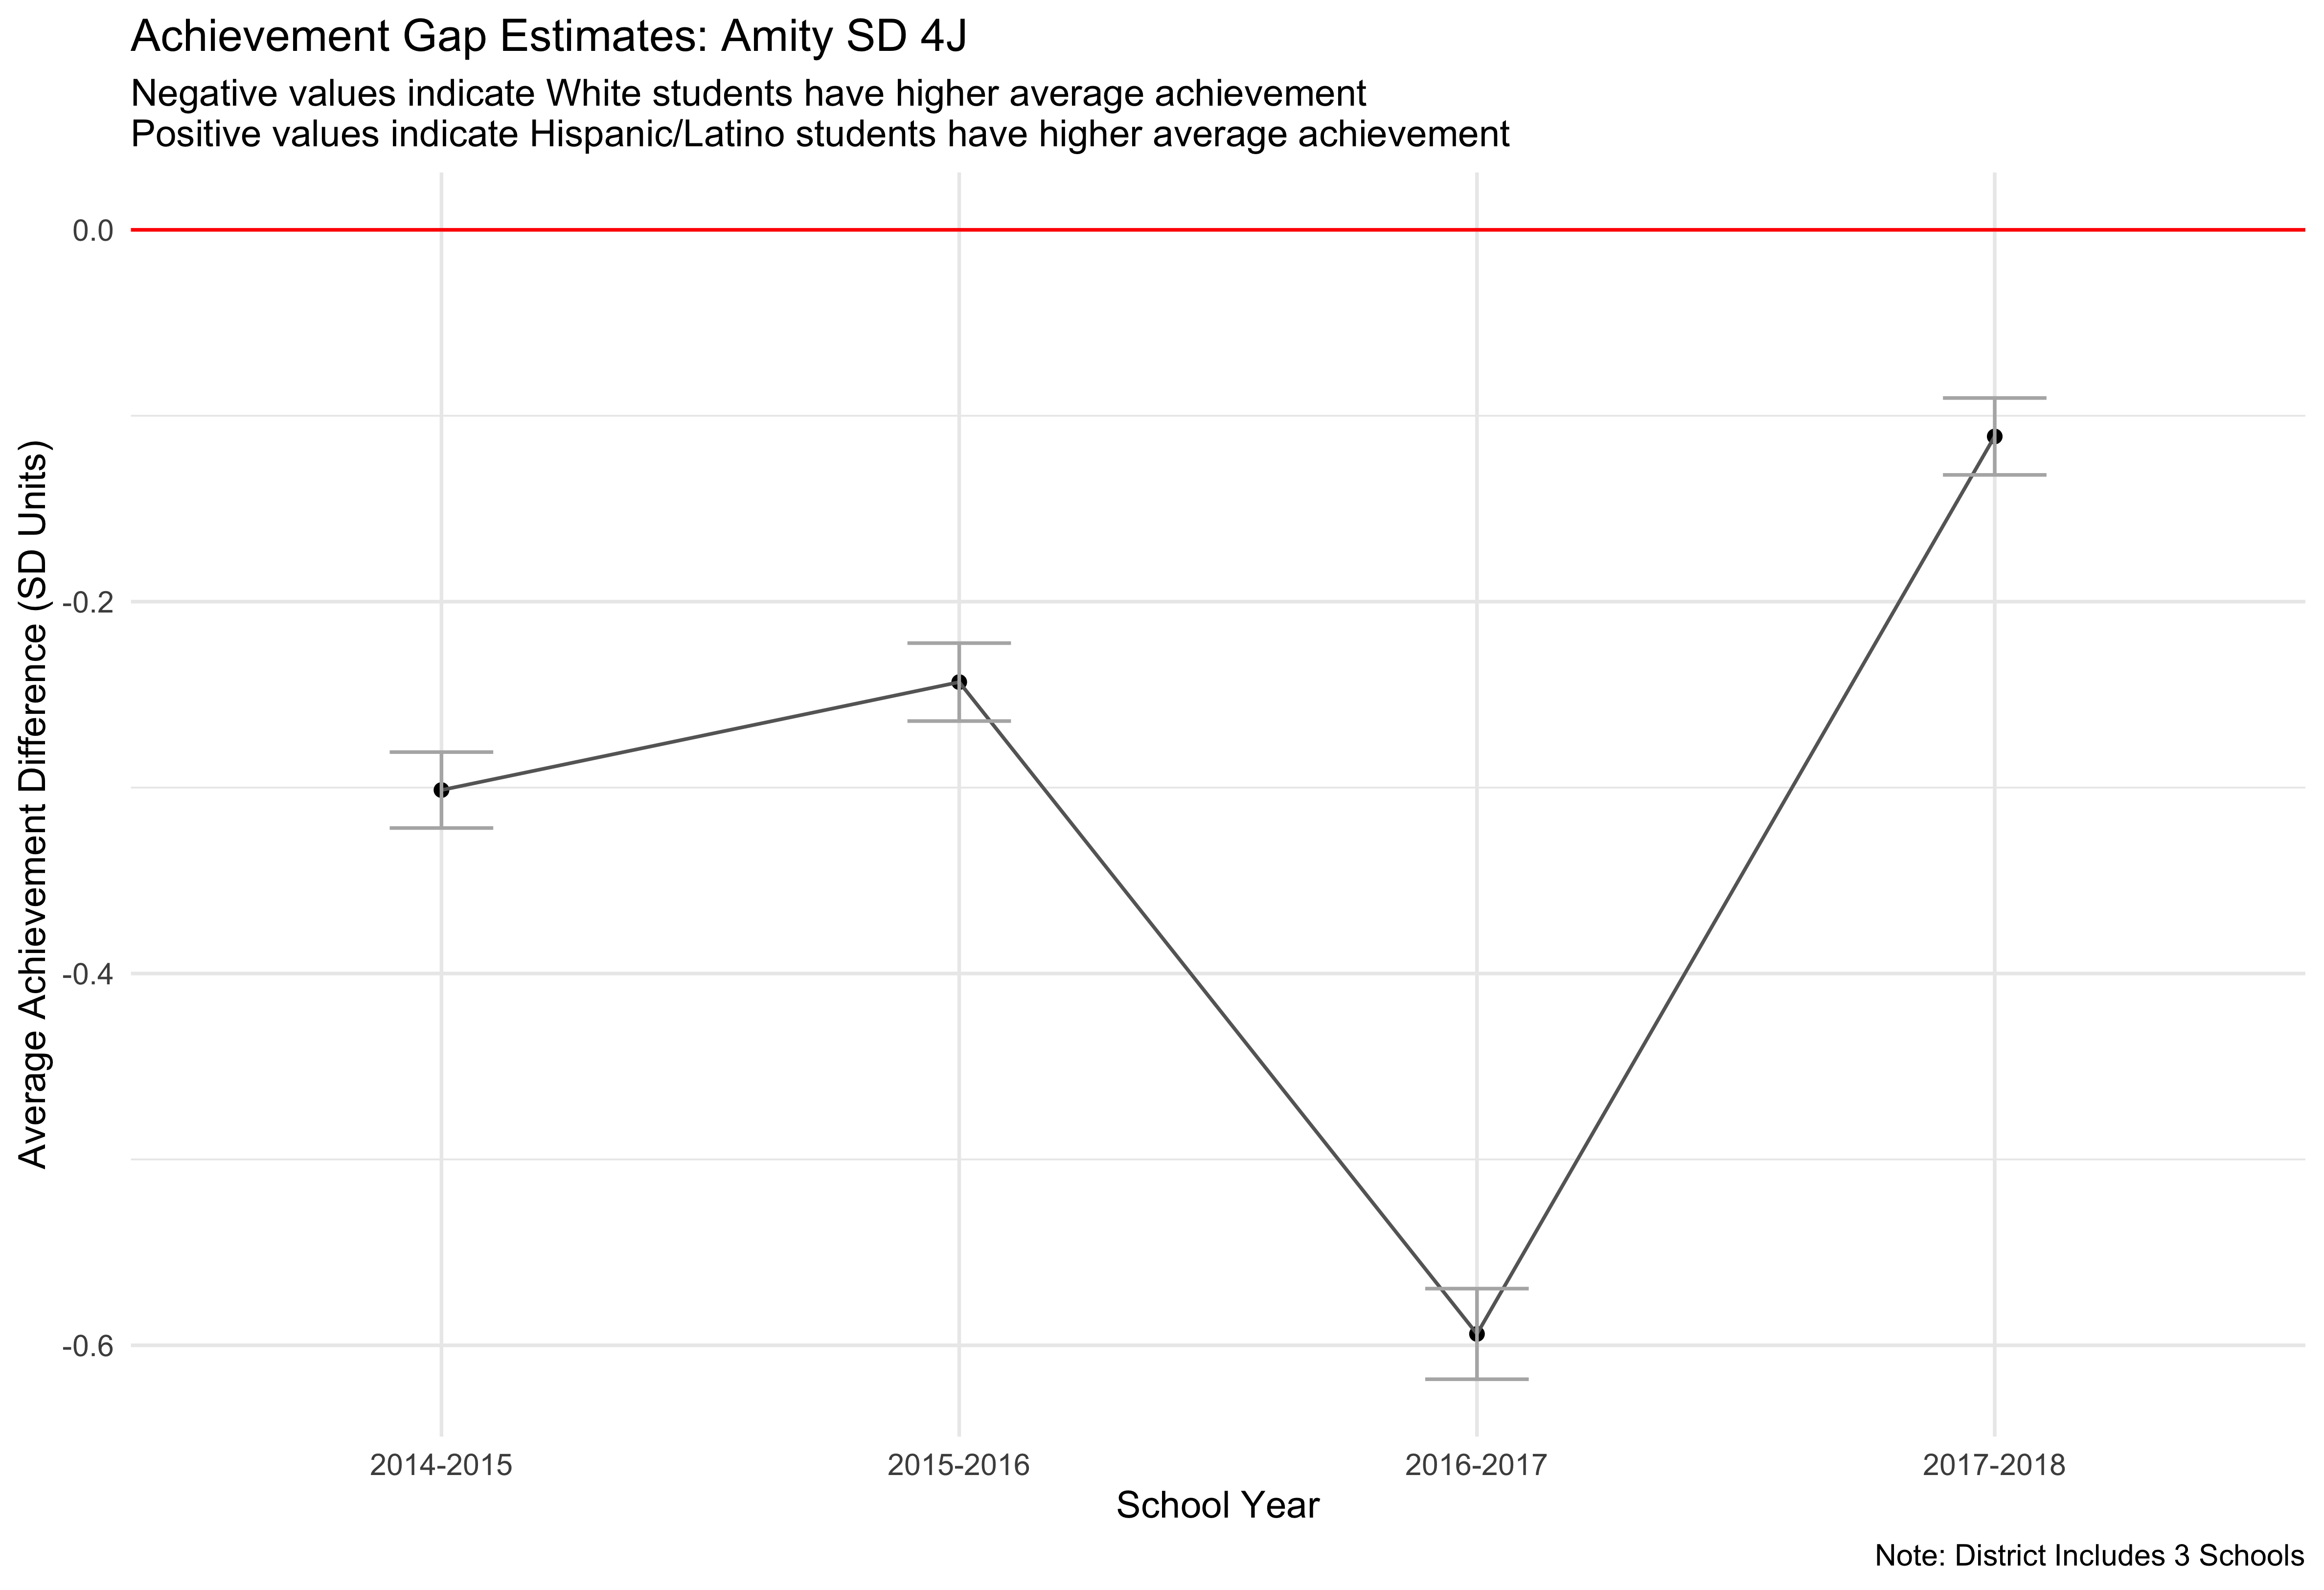 Achievement Gap Estimates: Amity SD 4J
Negative values indicate White students have higher average achievement
Positive values indicate Hispanic/Latino students have higher average achievement
Average Achievement Difference (SD Units)
0.0
-0.2
-0.4
-0.6
2014-2015
2015-2016
2016-2017
2017-2018
School Year
Note: District Includes 3 Schools